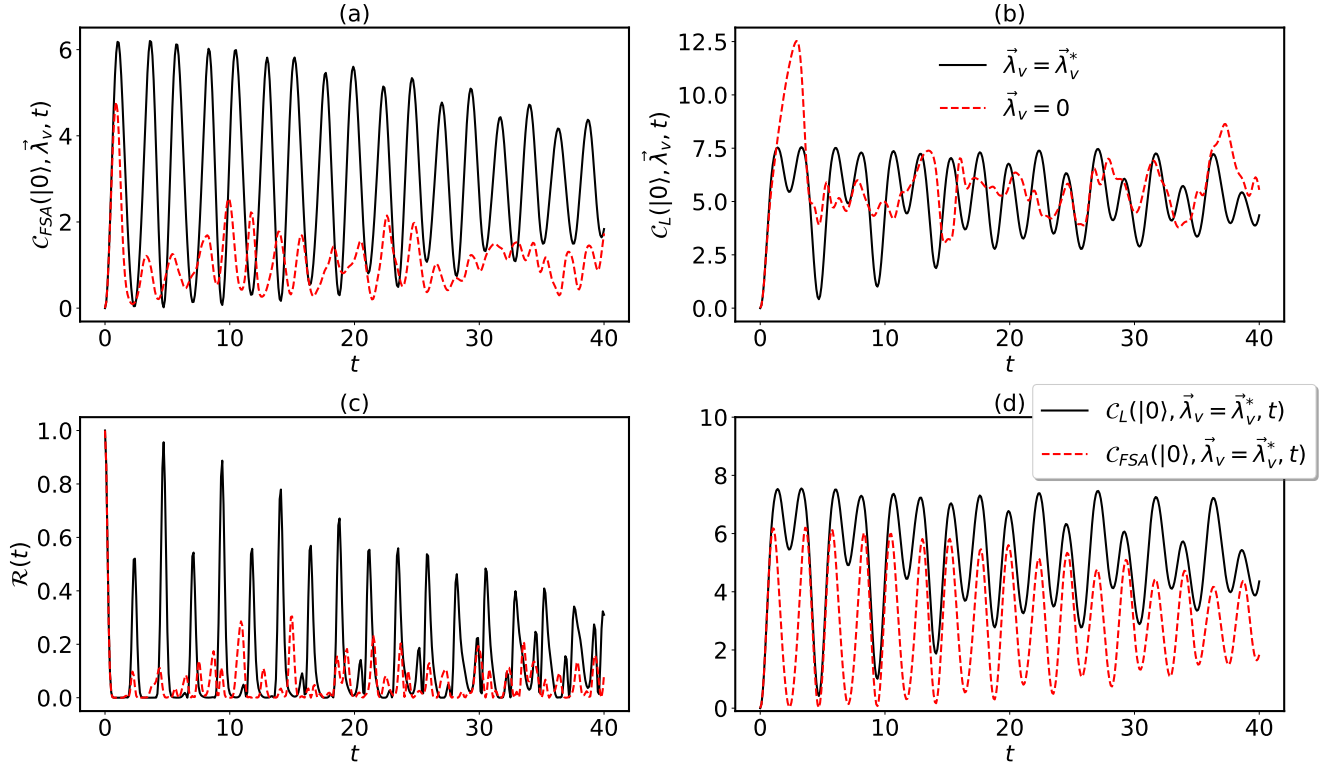 (a)
𝒞_FSA(|0⟩, λ⃗_v, t)
6
4
2
0
0 10 20 30 40
t
(b)
𝒞_L(|0⟩, λ⃗_v, t)
12.5
10.0
7.5
5.0
2.5
0.0
λ⃗_v = λ⃗_v^*
λ⃗_v = 0
0 10 20 30 40
t
(c)
ℛ(t)
1.0
0.8
0.6
0.4
0.2
0.0
0 10 20 30 40
t
(d)
10
8
6
4
2
0
𝒞_L(|0⟩, λ⃗_v = λ⃗_v^*, t)
𝒞_FSA(|0⟩, λ⃗_v = λ⃗_v^*, t)
0 10 20 30 40
t